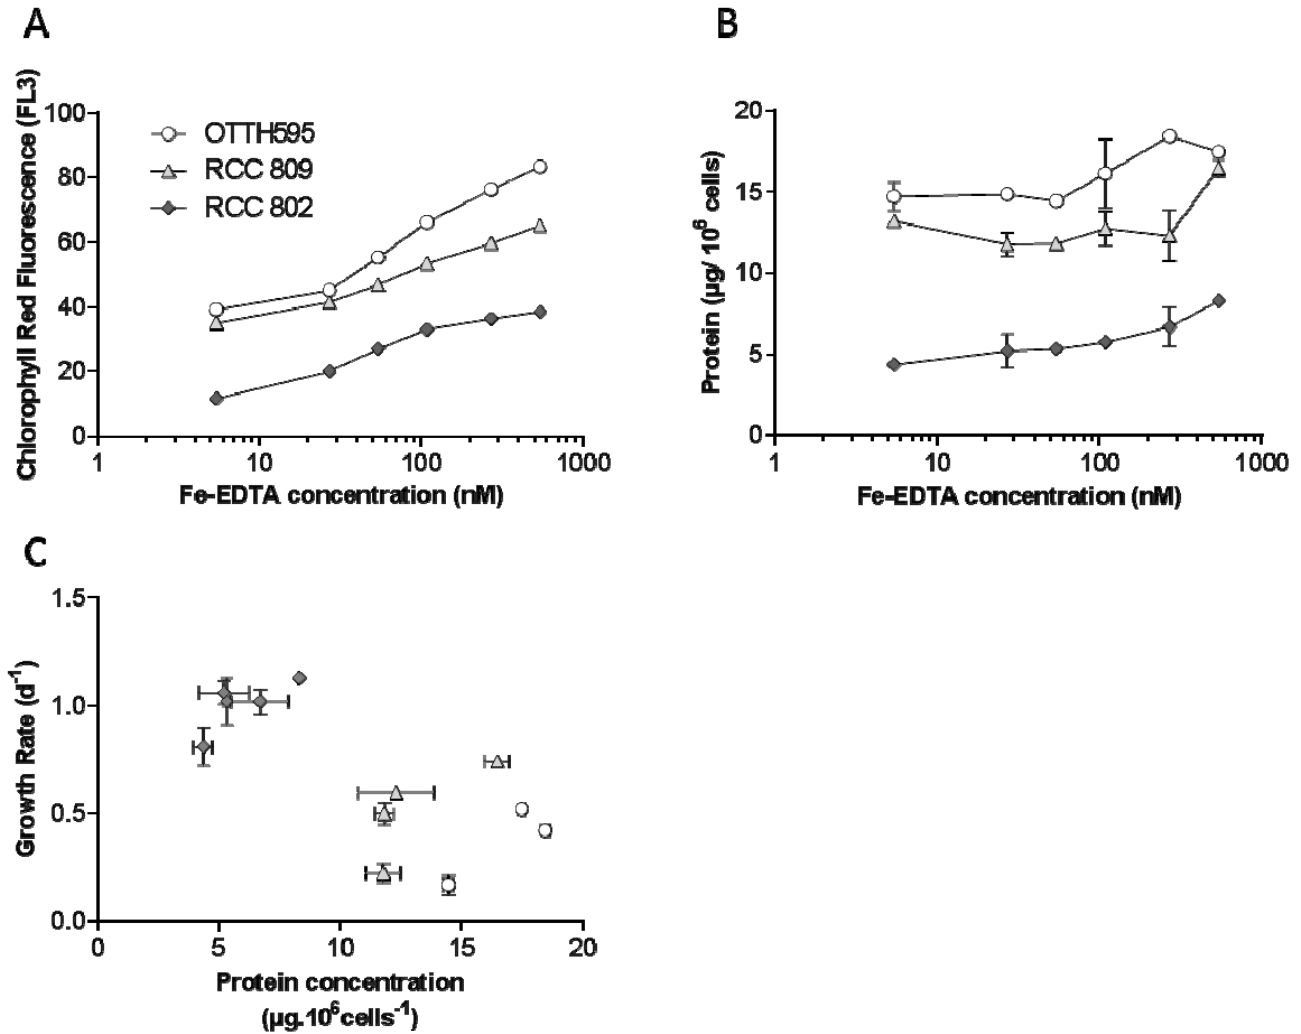 A
Chlorophyll Red Fluorescence (FL3)
100
80
60
40
20
0
OTTH595
RCC 809
RCC 802
1 10 100 1000
Fe-EDTA concentration (nM)
B
Protein (µg/ 10⁶ cells)
20
15
10
5
0
1 10 100 1000
Fe-EDTA concentration (nM)
C
Growth Rate (d⁻¹)
1.5
1.0
0.5
0.0
0 5 10 15 20
Protein concentration
(µg.10⁶cells⁻¹)